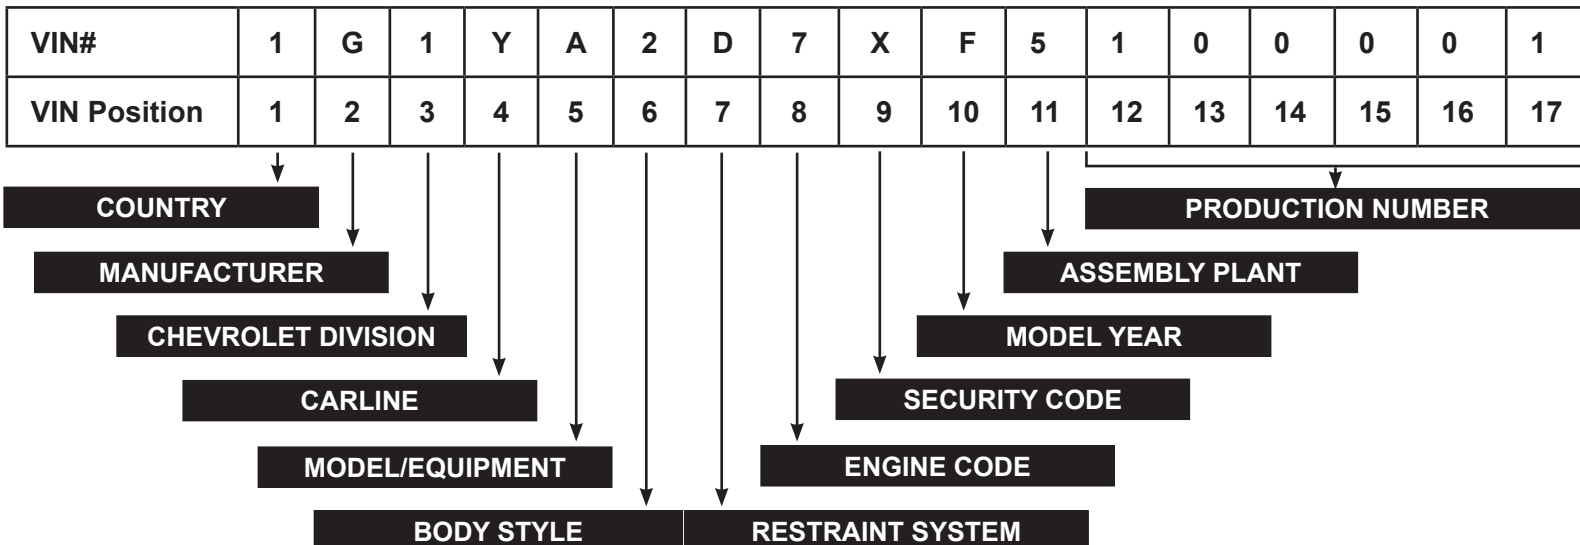 VIN# 1 G 1 Y A 2 D 7 X F 5 1 0 0 0 0 1
VIN Position 1 2 3 4 5 6 7 8 9 10 11 12 13 14 15 16 17
COUNTRY PRODUCTION NUMBER
MANUFACTURER ASSEMBLY PLANT
CHEVROLET DIVISION MODEL YEAR
CARLINE SECURITY CODE
MODEL/EQUIPMENT ENGINE CODE
BODY STYLE RESTRAINT SYSTEM